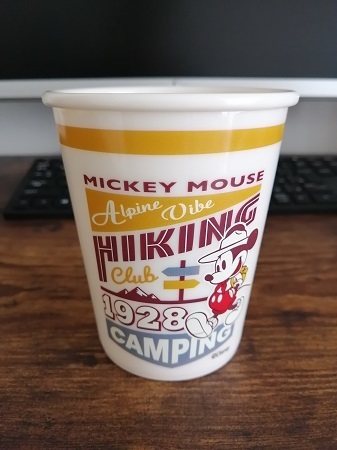 MICKEY MOUSE
Alpine Vibe
HIKING
Club
1928
CAMPING
©Disney